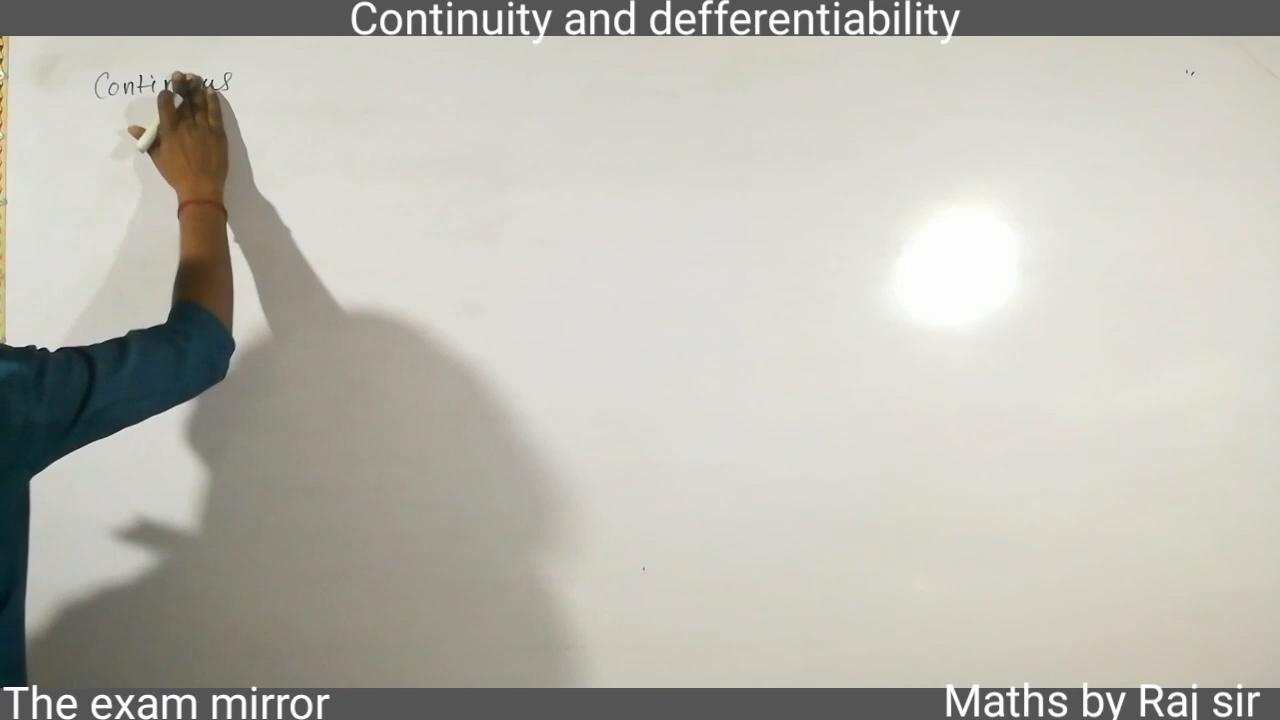 Continuity and defferentiability
The exam mirror
Maths by Raj sir